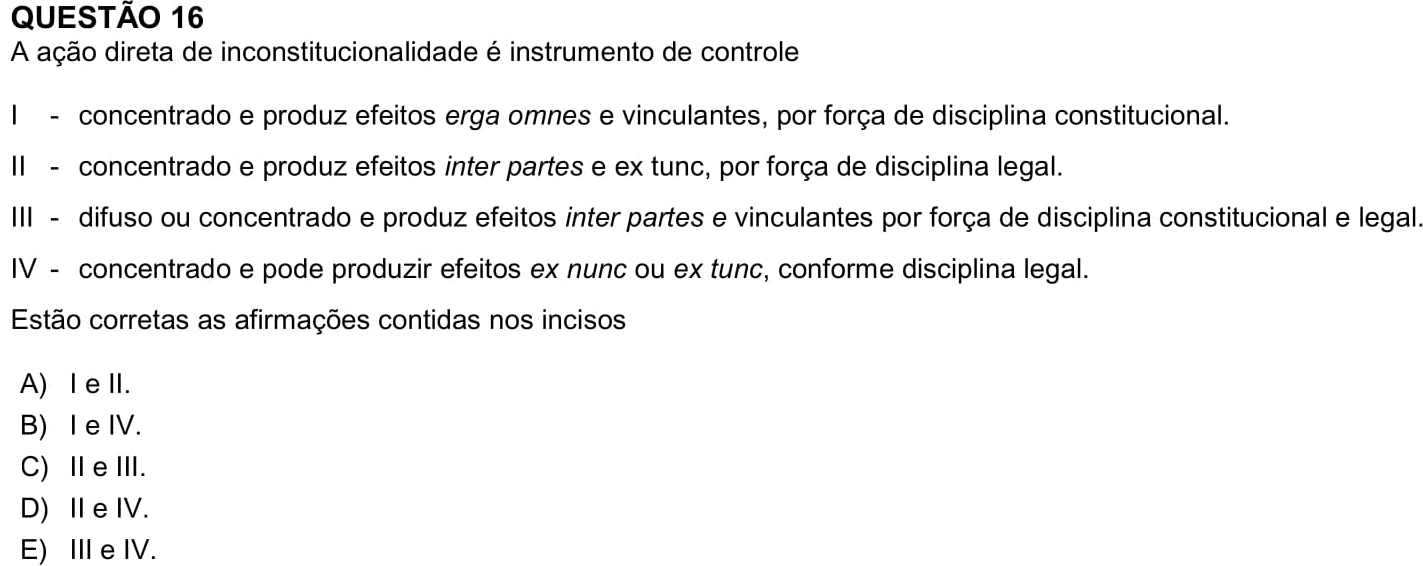 QUESTÃO 16
A ação direta de inconstitucionalidade é instrumento de controle
I - concentrado e produz efeitos erga omnes e vinculantes, por força de disciplina constitucional.
II - concentrado e produz efeitos inter partes e ex tunc, por força de disciplina legal.
III - difuso ou concentrado e produz efeitos inter partes e vinculantes por força de disciplina constitucional e legal.
IV - concentrado e pode produzir efeitos ex nunc ou ex tunc, conforme disciplina legal.
Estão corretas as afirmações contidas nos incisos
A) I e II.
B) I e IV.
C) II e III.
D) II e IV.
E) III e IV.